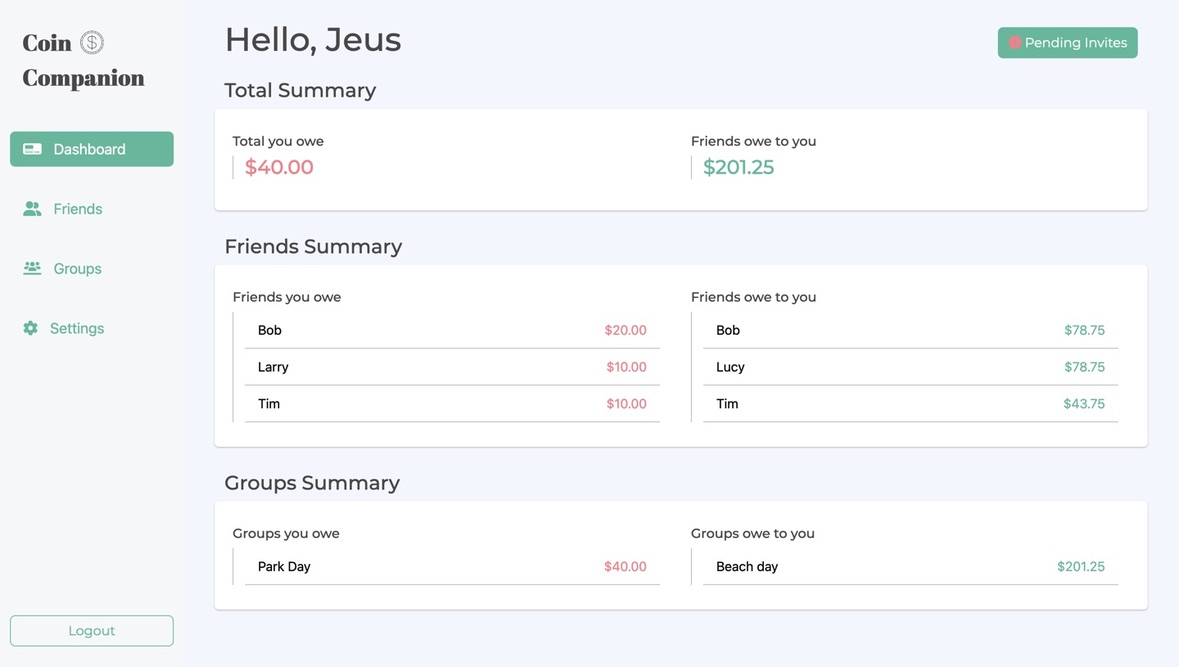 Coin
Companion
Dashboard
Friends
Groups
Settings
Logout
Hello, Jeus
Pending Invites
Total Summary
Total you owe
$40.00
Friends owe to you
$201.25
Friends Summary
Friends you owe
Bob $20.00
Larry $10.00
Tim $10.00
Friends owe to you
Bob $78.75
Lucy $78.75
Tim $43.75
Groups Summary
Groups you owe
Park Day $40.00
Groups owe to you
Beach day $201.25